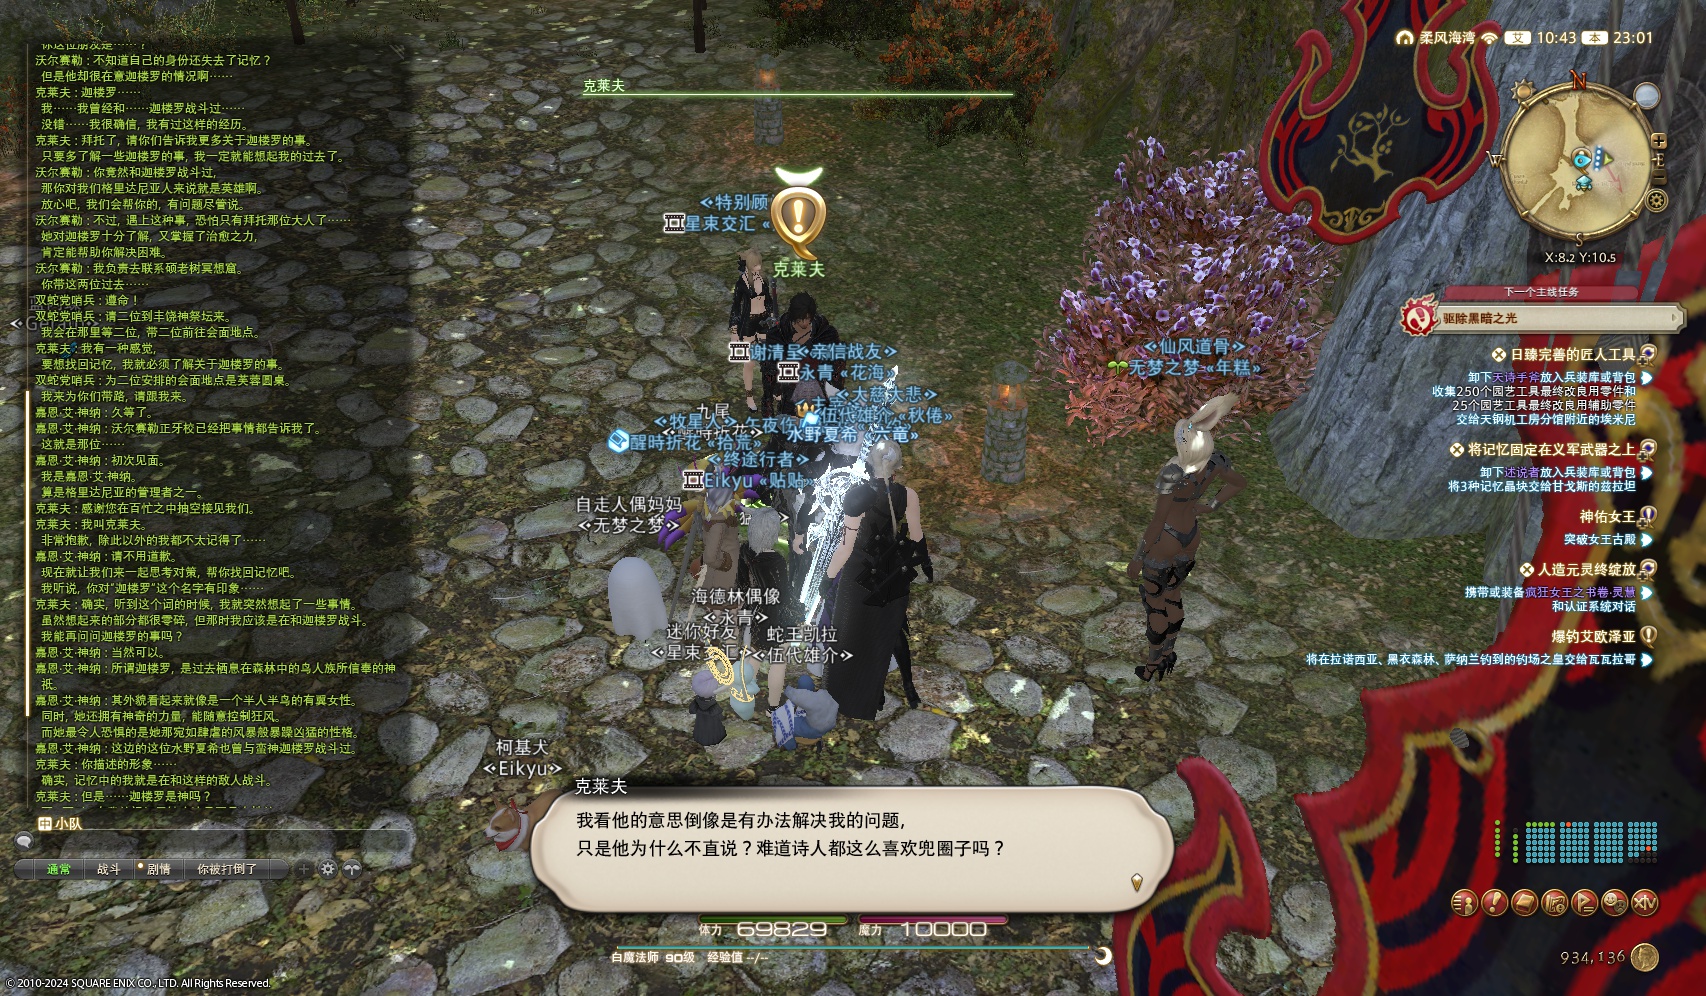 沃尔赛勒：不知道自己的身份还失去了记忆？
但是他却很在意迦楼罗的情况啊……
克莱夫：迦楼罗……
我……我曾经和……迦楼罗战斗过……
没错……我很确信，我有过这样的经历。
克莱夫：拜托了，请你们告诉我更多关于迦楼罗的事。
只要多了解一些迦楼罗的事，我一定就能想起我的过去了。
沃尔赛勒：你竟然和迦楼罗战斗过，
那你对我们格里达尼亚人来说就是英雄啊。
放心吧，我们会帮你的，有问题尽管说。
沃尔赛勒：不过，遇上这种事，恐怕只有拜托那位大人了……
她对迦楼罗十分了解，又掌握了治愈之力，
肯定能帮助你解决困难。
沃尔赛勒：我负责去联系硕老树冥想窟。
你带这两位过去……
双蛇党哨兵：遵命！
双蛇党哨兵：请二位到丰饶神祭坛来。
我会在那里等二位，带二位前往会面地点。
克莱夫：我有一种感觉，
要想找回记忆，我就必须了解关于迦楼罗的事。
双蛇党哨兵：为二位安排的会面地点是芙蓉圆桌。
我来为你们带路，请跟我来。
嘉恩·艾·神纳：久等了。
嘉恩·艾·神纳：沃尔赛勒正牙校已经把事情都告诉我了。
这就是那位……
嘉恩·艾·神纳：初次见面。
我是嘉恩·艾·神纳。
算是格里达尼亚的管理者之一。
克莱夫：感谢您在百忙之中抽空接见我们。
克莱夫：我叫克莱夫。
非常抱歉，除此以外的我都不太记得了……
嘉恩·艾·神纳：请不用道歉。
现在就让我们来一起思考对策，帮你找回记忆吧。
我听说，你对“迦楼罗”这个名字有印象……
克莱夫：确实，听到这个词的时候，我就突然想起了一些事情。
虽然想起来的部分都很零碎，但那时我应该是在和迦楼罗战斗。
我能再问问迦楼罗的事吗？
嘉恩·艾·神纳：当然可以。
嘉恩·艾·神纳：所谓迦楼罗，是过去栖息在森林中的鸟人族所信奉的神
祇。
嘉恩·艾·神纳：其外貌看起来就像是一个半人半鸟的有翼女性。
同时，她还拥有神奇的力量，能随意控制狂风。
而她最令人恐惧的是她那宛如肆虐的风暴般暴躁凶猛的性格。
嘉恩·艾·神纳：这边的这位水野夏希也曾与蛮神迦楼罗战斗过。
克莱夫：你描述的形象……
确实，记忆中的我就是在和这样的敌人战斗。
克莱夫：但是……迦楼罗是神吗？
中 小队
通常 战斗 剧情 你被打倒了
克莱夫
«特别顾
星束交汇 «
克莱夫
谢清呈 «亲信战友»
永青 «花海»
«大慈大悲»
九尾
伍代雄介 «秋倦»
水野夏希 «六鼋»
醒時折花 «拾荒»
«终途行者»
Eikyu «贴贴»
自走人偶妈妈
«无梦之梦»
海德林偶像
«永青»
迷你好友
«星束交汇»
蛇王凯拉
«伍代雄介»
柯基犬
«Eikyu»
«仙风道骨»
无梦之梦 «年糕»
柔风海湾 艾 10:43 本 23:01
N
W
E
S
X:8.2 Y:10.5
下一个主线任务
驱除黑暗之光
日臻完善的匠人工具
卸下天诗手斧放入兵装库或背包
收集250个园艺工具最终改良用零件和
25个园艺工具最终改良用辅助零件
交给天钢机工房分馆附近的埃米尼
将记忆固定在义军武器之上
卸下述说者放入兵装库或背包
将3种记忆晶块交给甘戈斯的兹拉坦
神佑女王
突破女王古殿
人造元灵终绽放
携带或装备疯狂女王之书卷·灵慧
和认证系统对话
爆钓艾欧泽亚
将在拉诺西亚、黑衣森林、萨纳兰钓到的钓场之皇交给瓦瓦拉哥
克莱夫
我看他的意思倒像是有办法解决我的问题，
只是他为什么不直说？难道诗人都这么喜欢兜圈子吗？
体力 69829 魔力 10000
白魔法师 90级 经验值 --/--
934,136
© 2010-2024 SQUARE ENIX CO., LTD. All Rights Reserved.